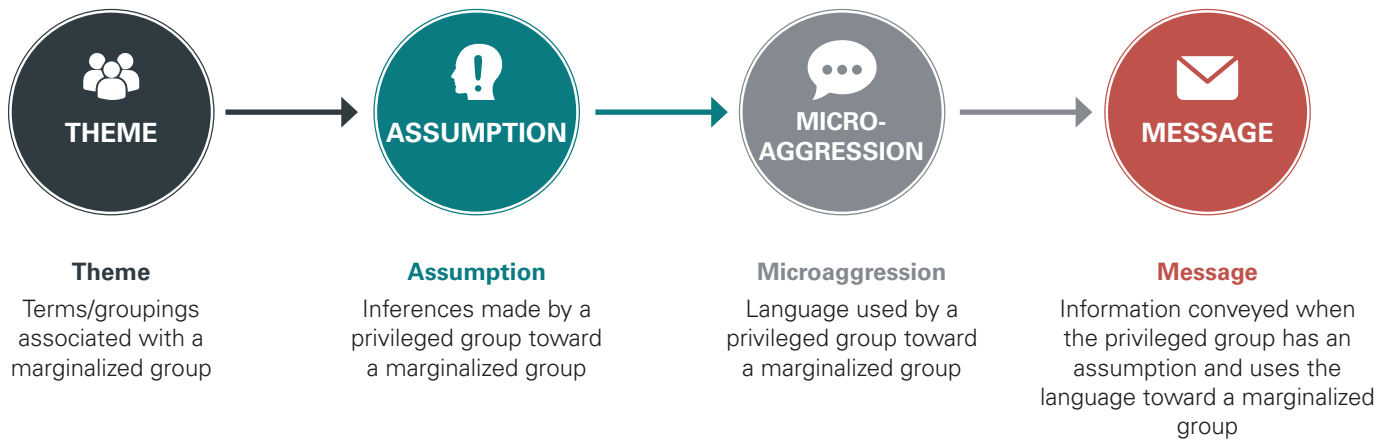 THEME
ASSUMPTION
MICRO-
AGGRESSION
MESSAGE
Theme
Terms/groupings
associated with a
marginalized group
Assumption
Inferences made by a
privileged group toward
a marginalized group
Microaggression
Language used by a
privileged group toward
a marginalized group
Message
Information conveyed when
the privileged group has an
assumption and uses the
language toward a marginalized
group